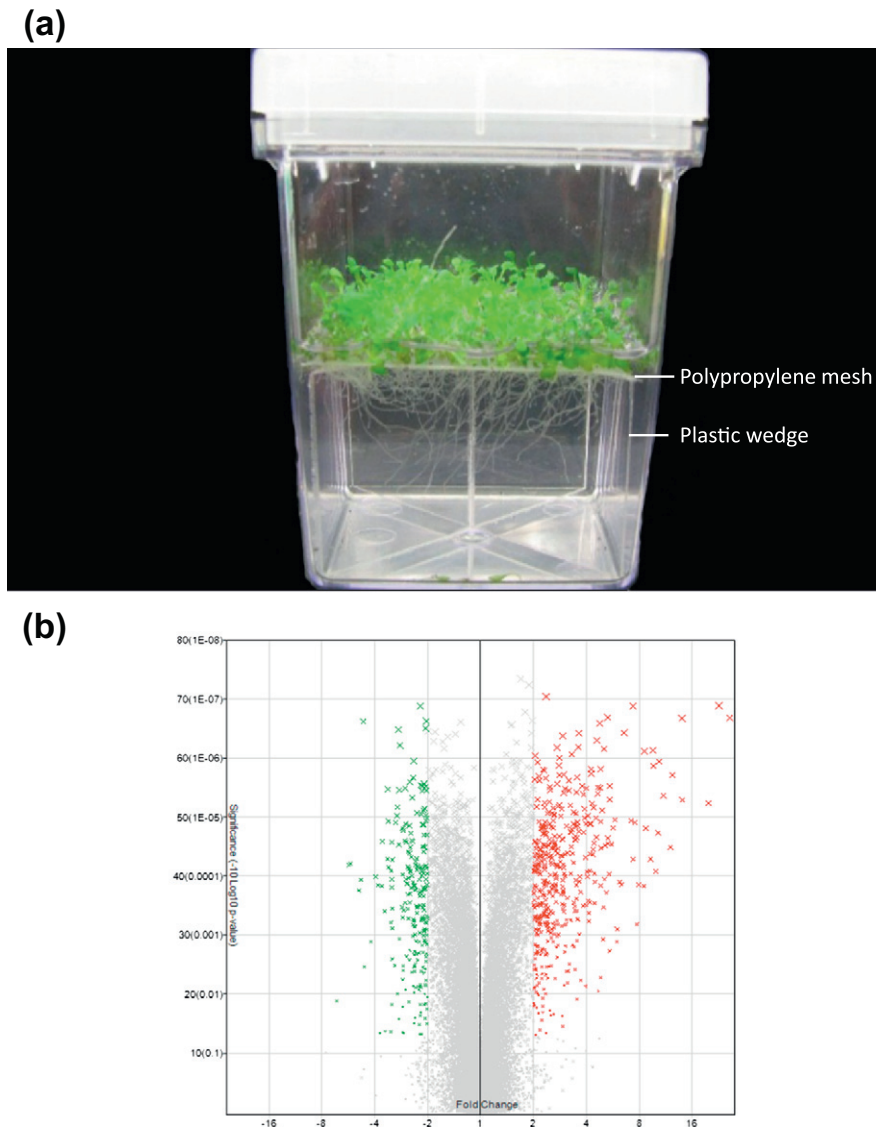 (a)
Polypropylene mesh
Plastic wedge
(b)
80(1E-08)
70(1E-07)
60(1E-06)
50(1E-05)
40(0.0001)
30(0.001)
20(0.01)
10(0.1)
Significance (-10 Log10 p-value)
Fold Change
-16 -8 -4 -2 1 2 4 8 16